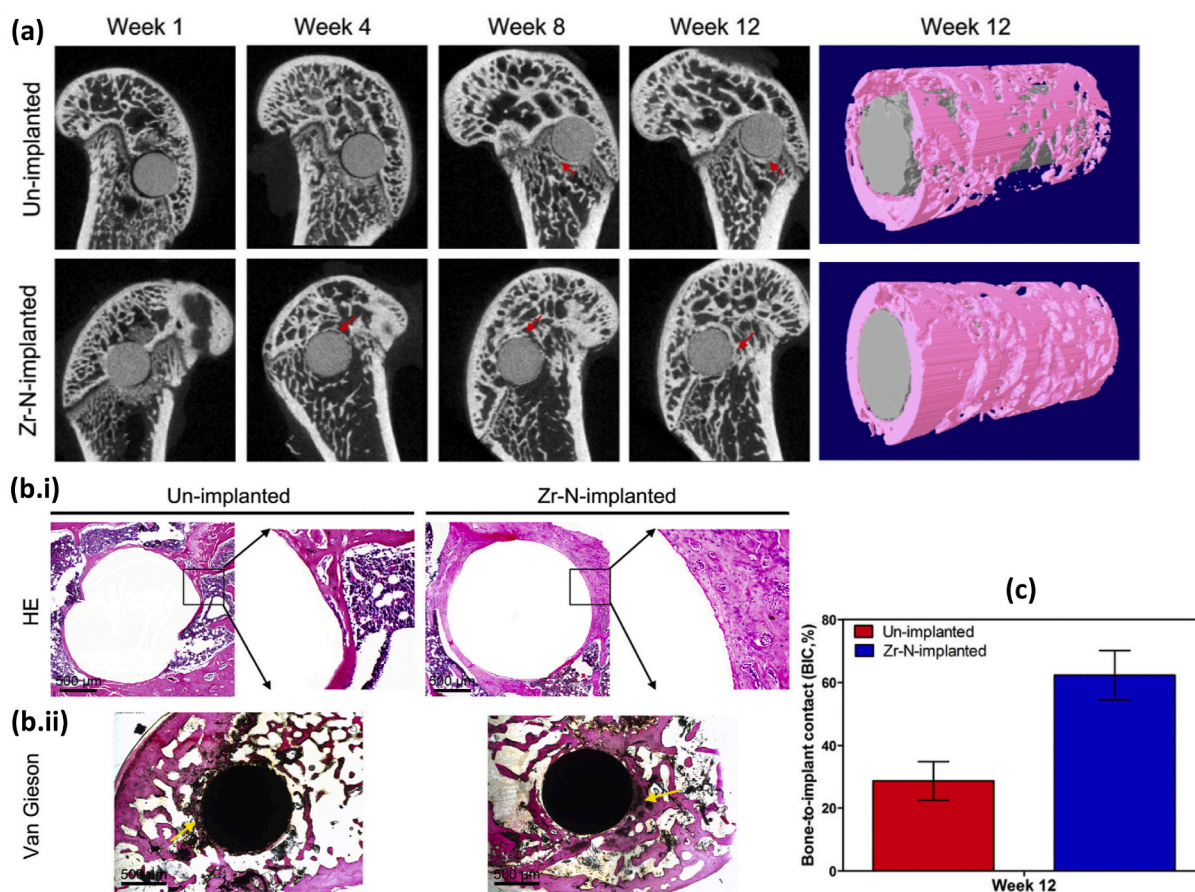 (a)
Week 1
Week 4
Week 8
Week 12
Week 12
Un-implanted
Zr-N-implanted
(b.i)
Un-implanted
Zr-N-implanted
HE
500 µm
500 µm
(b.ii)
Van Gieson
500 µm
500 µm
(c)
Bone-to-implant contact (BIC,%)
80
60
40
20
0
Un-implanted
Zr-N-implanted
Week 12